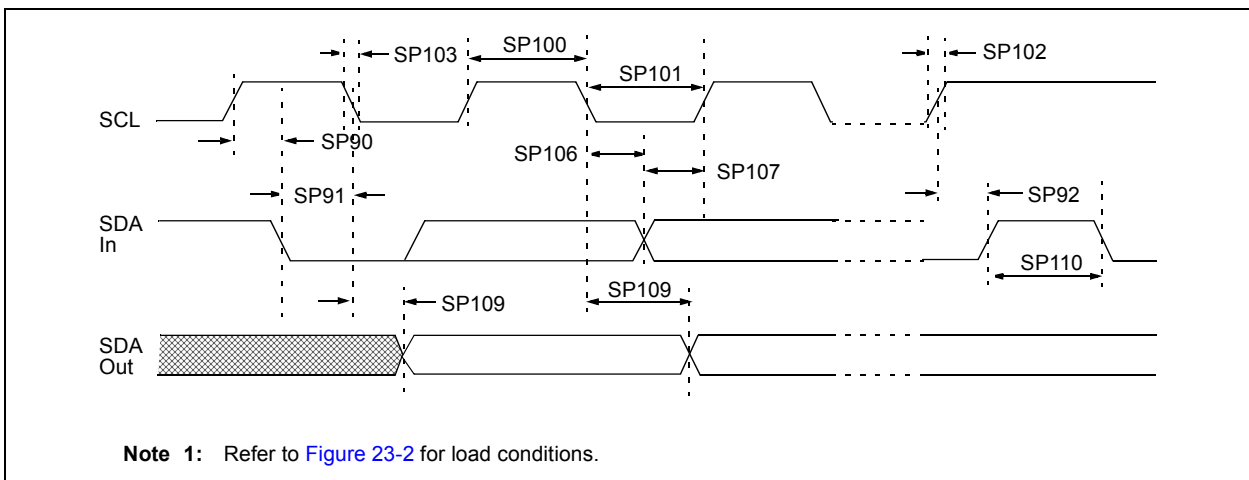 SP103
SP100
SP102
SP101
SCL
SP90
SP106
SP107
SP91
SP92
SDA
In
SP110
SP109
SP109
SDA
Out
Note 1: Refer to Figure 23-2 for load conditions.